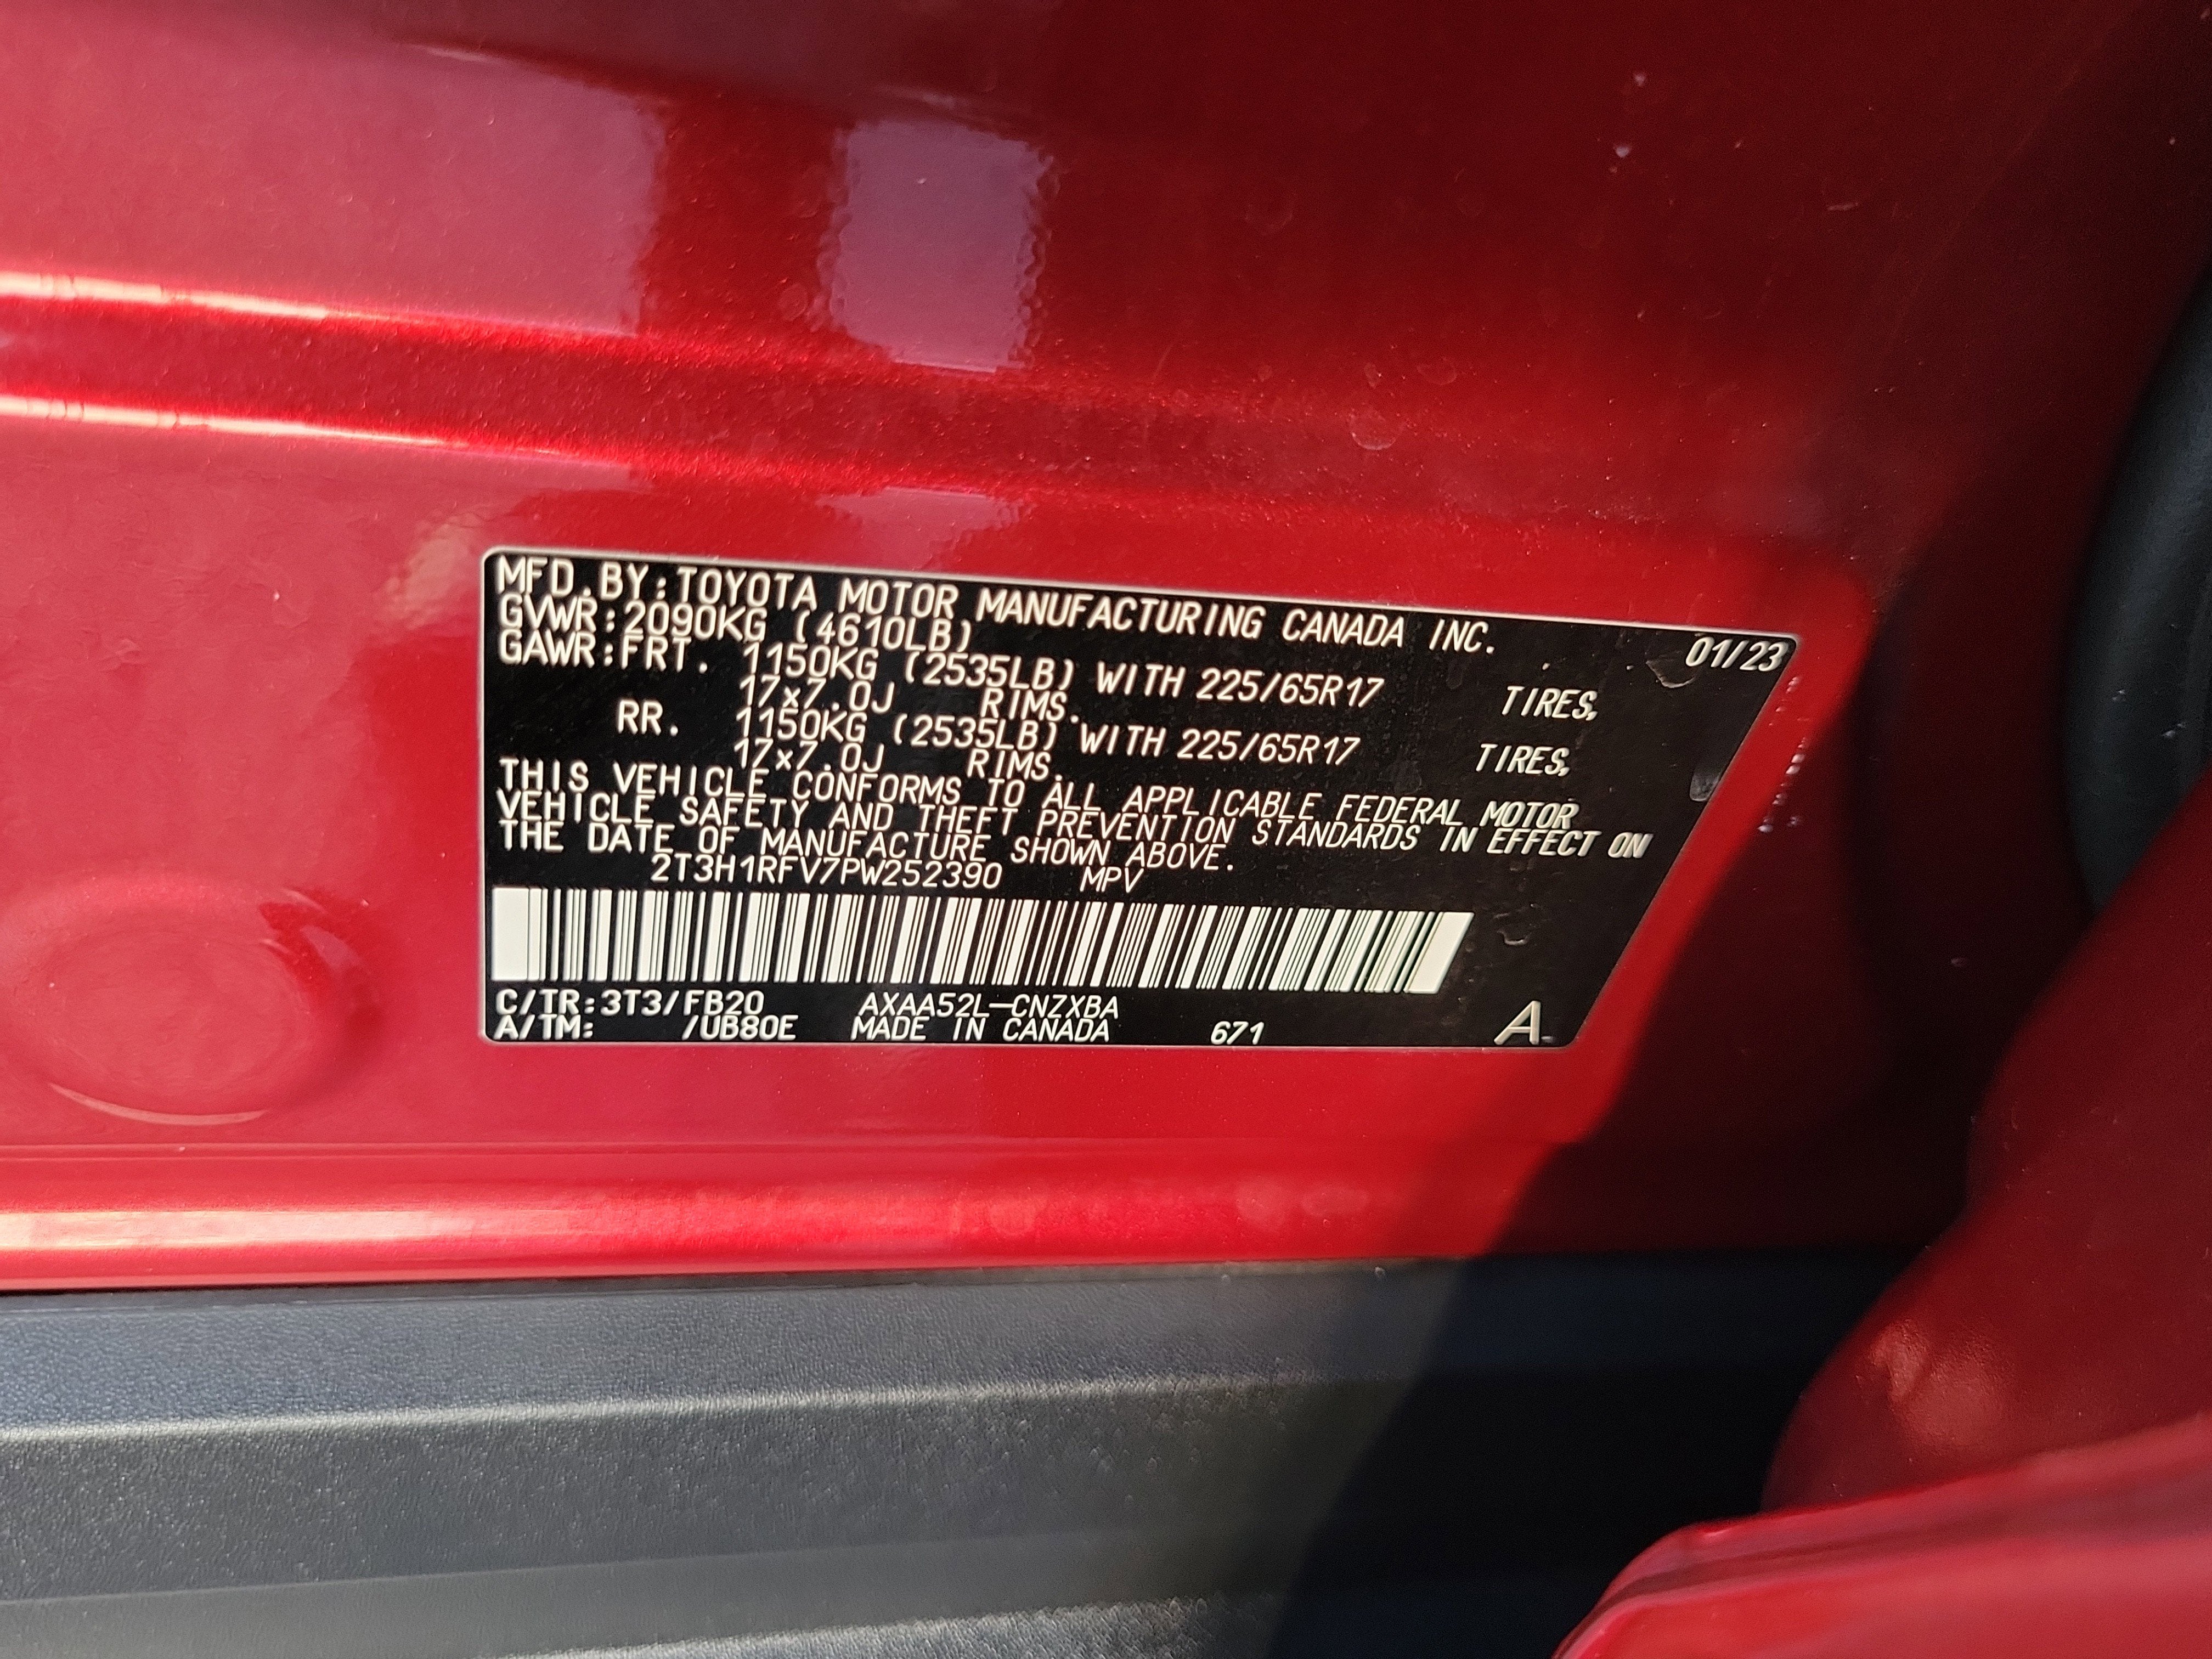 MFD.BY:TOYOTA MOTOR MANUFACTURING CANADA INC. 01/23
GVWR:2090KG (4610LB)
GAWR:FRT. 1150KG (2535LB) WITH 225/65R17 TIRES,
17×7.0J RIMS.
RR. 1150KG (2535LB) WITH 225/65R17 TIRES,
17×7.0J RIMS.
THIS VEHICLE CONFORMS TO ALL APPLICABLE FEDERAL MOTOR
VEHICLE SAFETY AND THEFT PREVENTION STANDARDS IN EFFECT ON
THE DATE OF MANUFACTURE SHOWN ABOVE.
2T3H1RFV7PW252390 MPV
C/TR:3T3/FB20 AXAA52L-CNZXBA
A/TM: /UB80E MADE IN CANADA 671 A